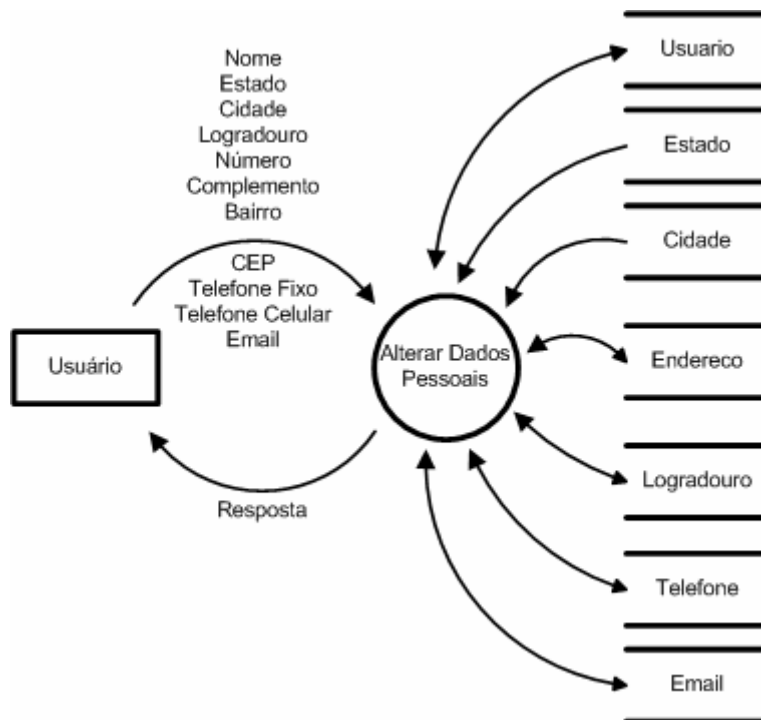 Nome
Estado
Cidade
Logradouro
Número
Complemento
Bairro
CEP
Telefone Fixo
Telefone Celular
Email
Usuário
Resposta
Alterar Dados
Pessoais
Usuario
Estado
Cidade
Endereco
Logradouro
Telefone
Email